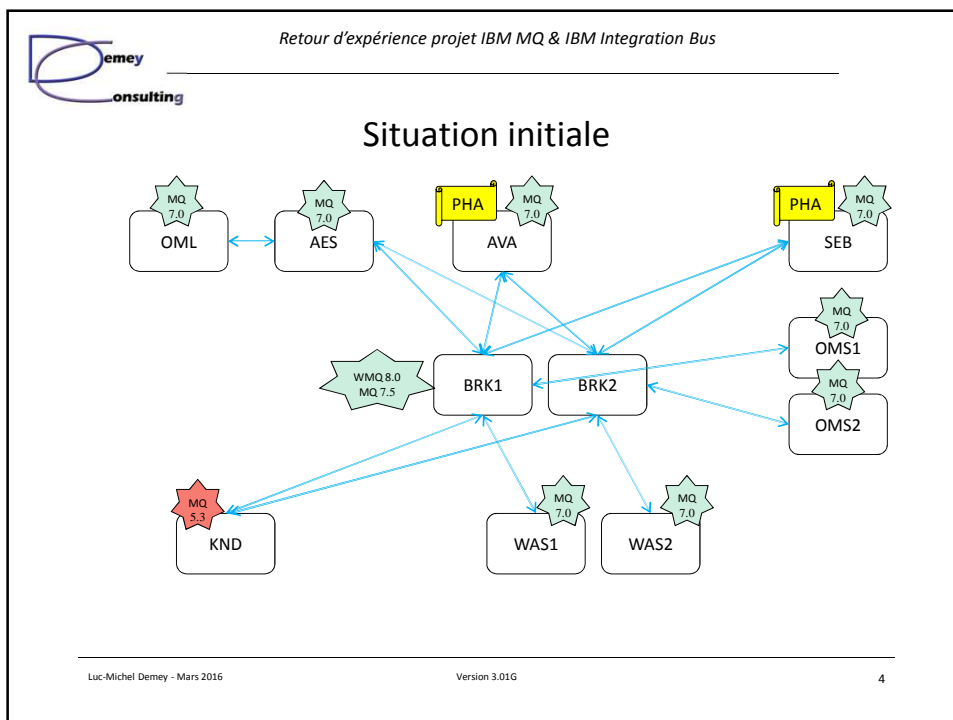 Retour d'expérience projet IBM MQ & IBM Integration Bus
Demey
Consulting
Situation initiale
MQ
7.0
OML
MQ
7.0
AES
PHA
MQ
7.0
AVA
PHA
MQ
7.0
SEB
MQ
7.0
OMS1
MQ
7.0
OMS2
WMQ 8.0
MQ 7.5
BRK1
BRK2
MQ
5.3
KND
MQ
7.0
WAS1
MQ
7.0
WAS2
Luc-Michel Demey - Mars 2016
Version 3.01G
4